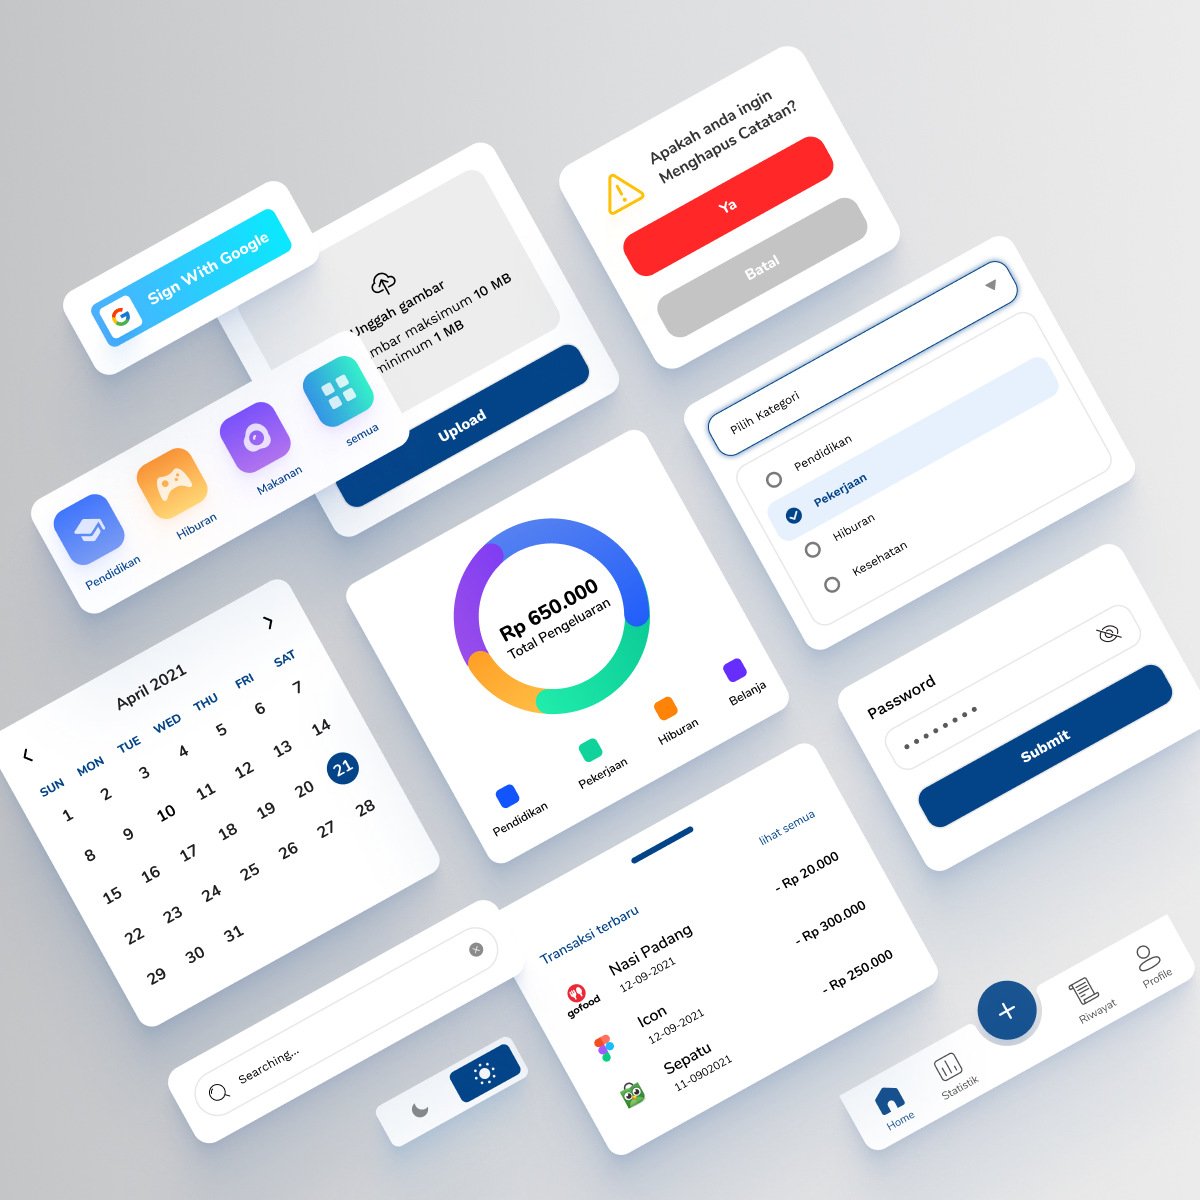 Apakah anda ingin
Menghapus Catatan?
Ya
Batal
Sign With Google
Unggah gambar
mbar maksimum 10 MB
minimum 1 MB
Upload
Pendidikan
Hiburan
Makanan
semua
Pilih Kategori
Pendidikan
Pekerjaan
Hiburan
Kesehatan
Rp 650.000
Total Pengeluaran
Pendidikan
Pekerjaan
Hiburan
Belanja
Password
Submit
April 2021
SUN MON TUE WED THU FRI SAT
1 2 3 4 5 6 7
8 9 10 11 12 13 14
15 16 17 18 19 20 21
22 23 24 25 26 27 28
29 30 31
Transaksi terbaru
lihat semua
gofood
Nasi Padang
12-09-2021
- Rp 20.000
Icon
12-09-2021
- Rp 300.000
Sepatu
11-0902021
- Rp 250.000
Searching...
Home
Statistik
Riwayat
Profile